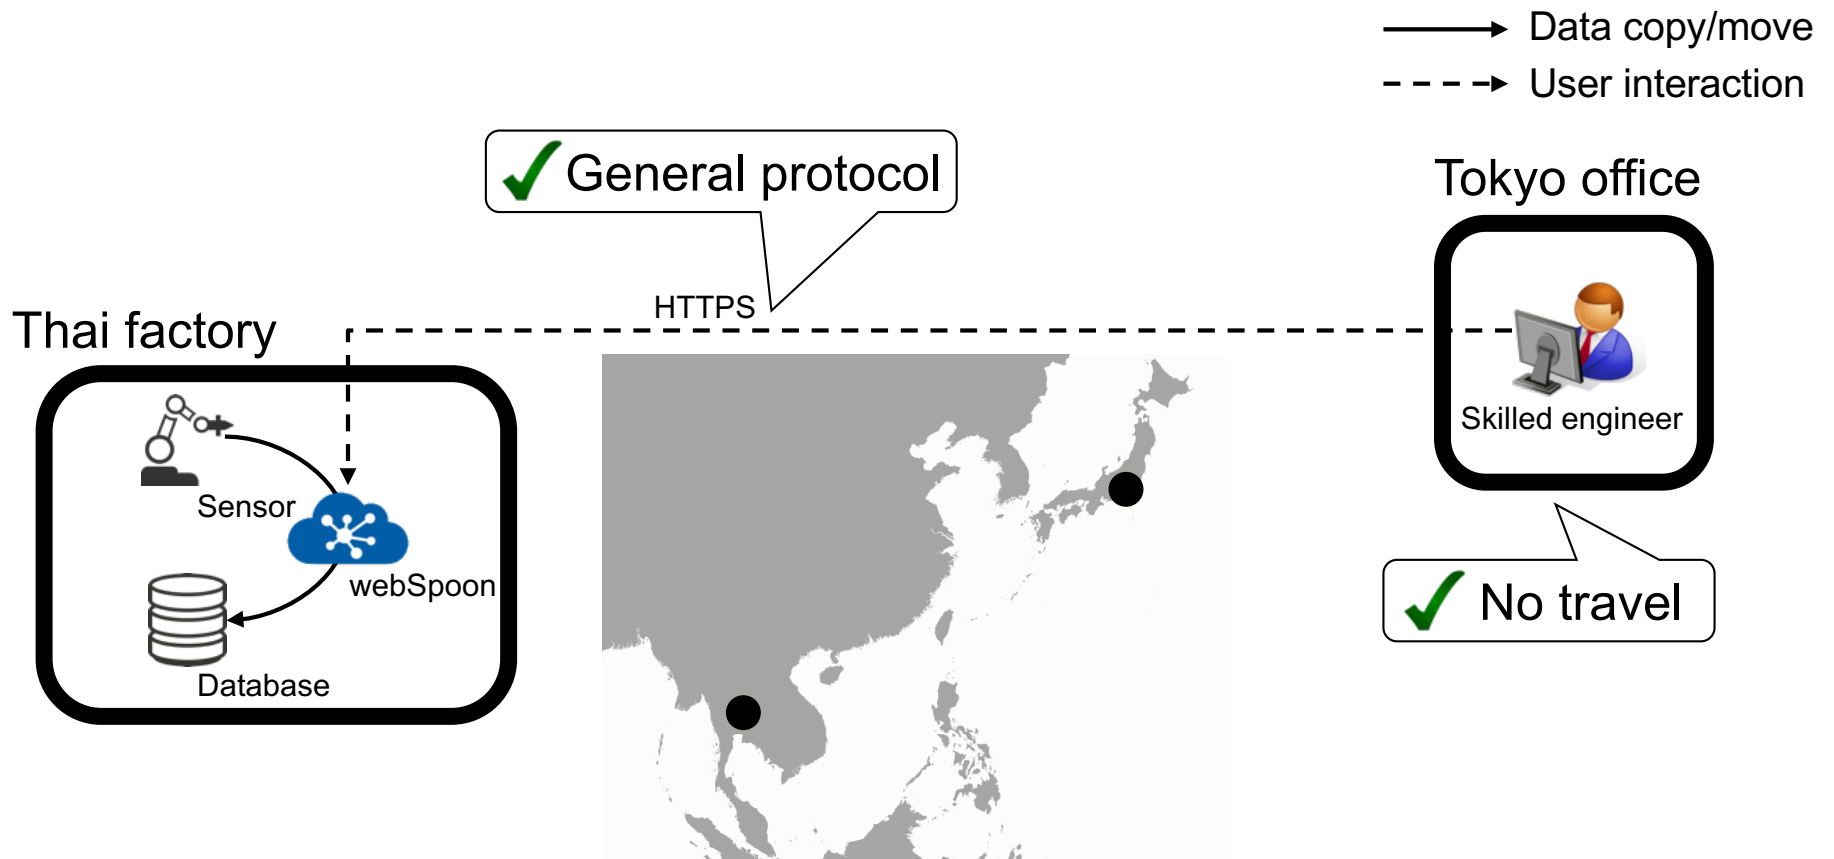 Data copy/move
User interaction
General protocol
Tokyo office
HTTPS
Thai factory
Skilled engineer
Sensor
webSpoon
No travel
Database